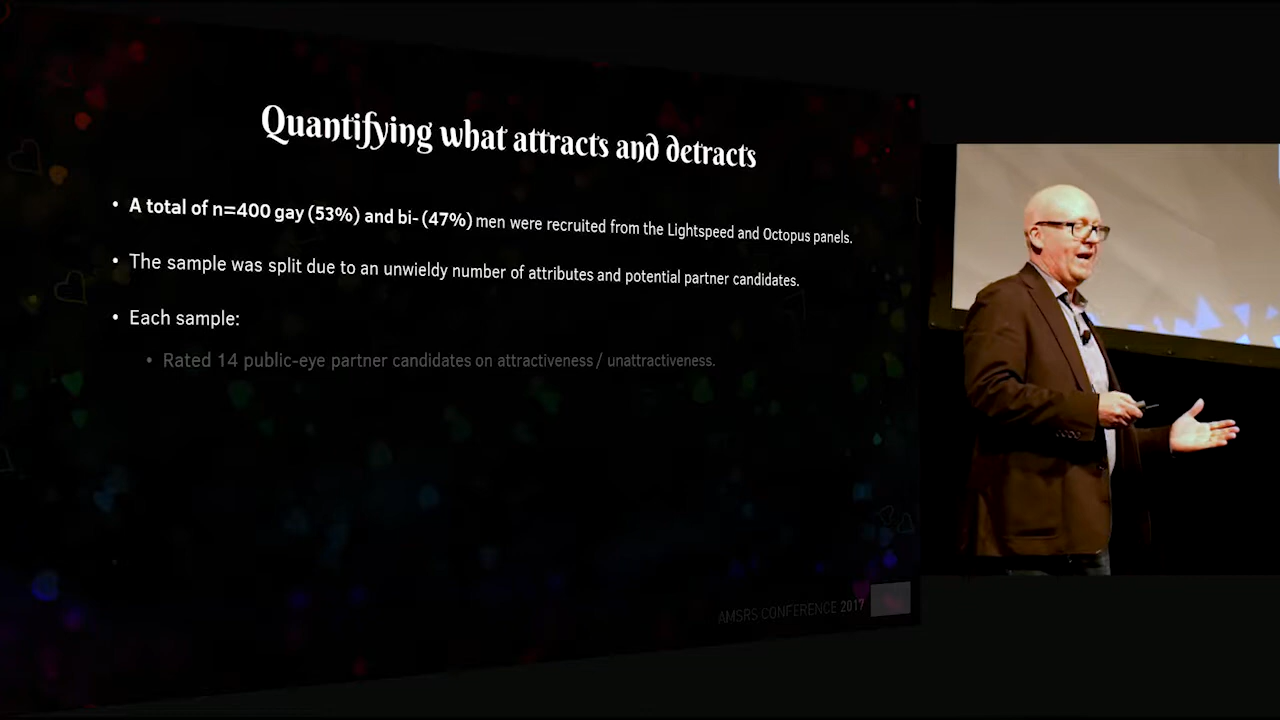 Quantifying what attracts and detracts
• A total of n=400 gay (53%) and bi- (47%) men were recruited from the Lightspeed and Octopus panels.
• The sample was split due to an unwieldy number of attributes and potential partner candidates.
• Each sample:
• Rated 14 public-eye partner candidates on attractiveness / unattractiveness.
AMSRS CONFERENCE 2017